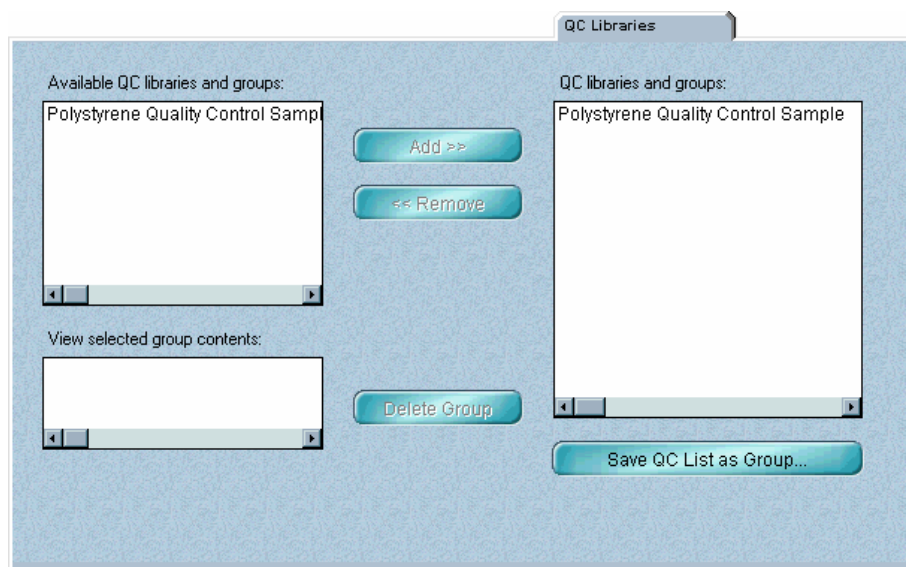 QC Libraries
Available QC libraries and groups:
Polystyrene Quality Control Sampl
Add >>
<< Remove
View selected group contents:
Delete Group
QC libraries and groups:
Polystyrene Quality Control Sample
Save QC List as Group...